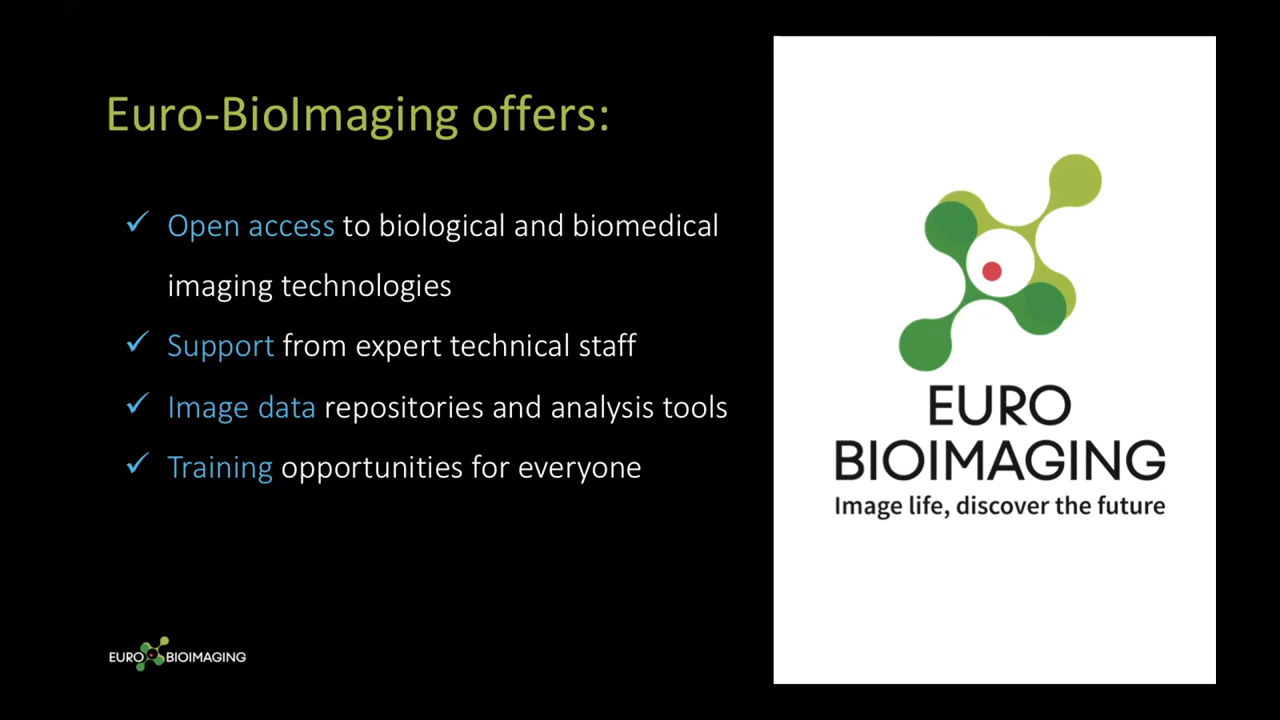 Euro-BioImaging offers:
✓ Open access to biological and biomedical
imaging technologies
✓ Support from expert technical staff
✓ Image data repositories and analysis tools
✓ Training opportunities for everyone
EURO
BIOIMAGING
Image life, discover the future
EURO BIOIMAGING